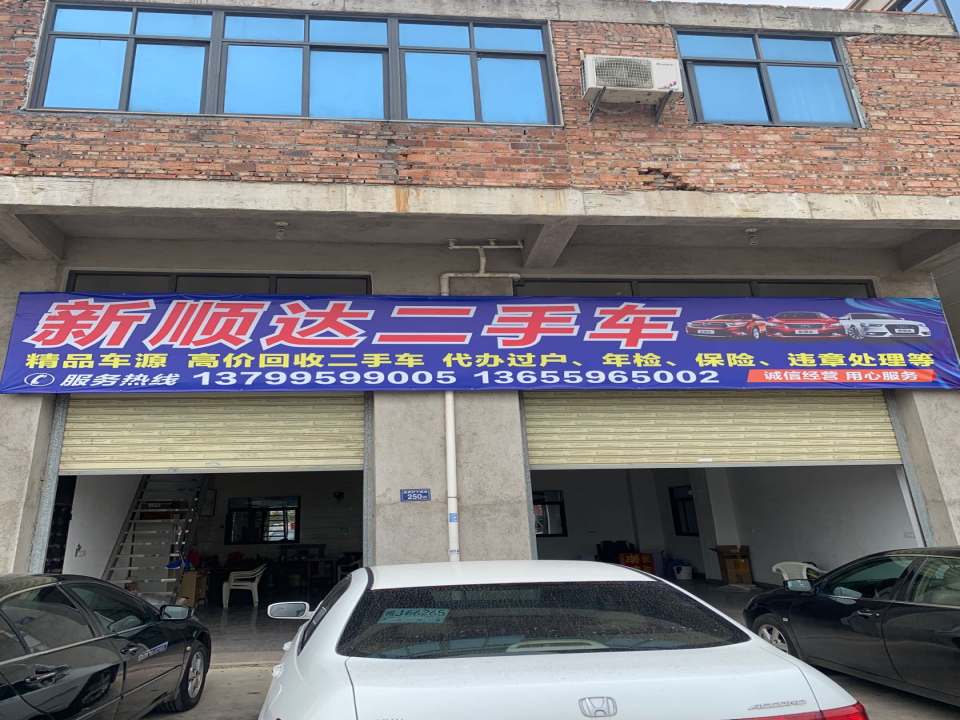 新顺达二手车
精品车源 高价回收二手车 代办过户、年检、保险、违章处理等
服务热线 13799599005 13655965002
诚信经营 用心服务
250